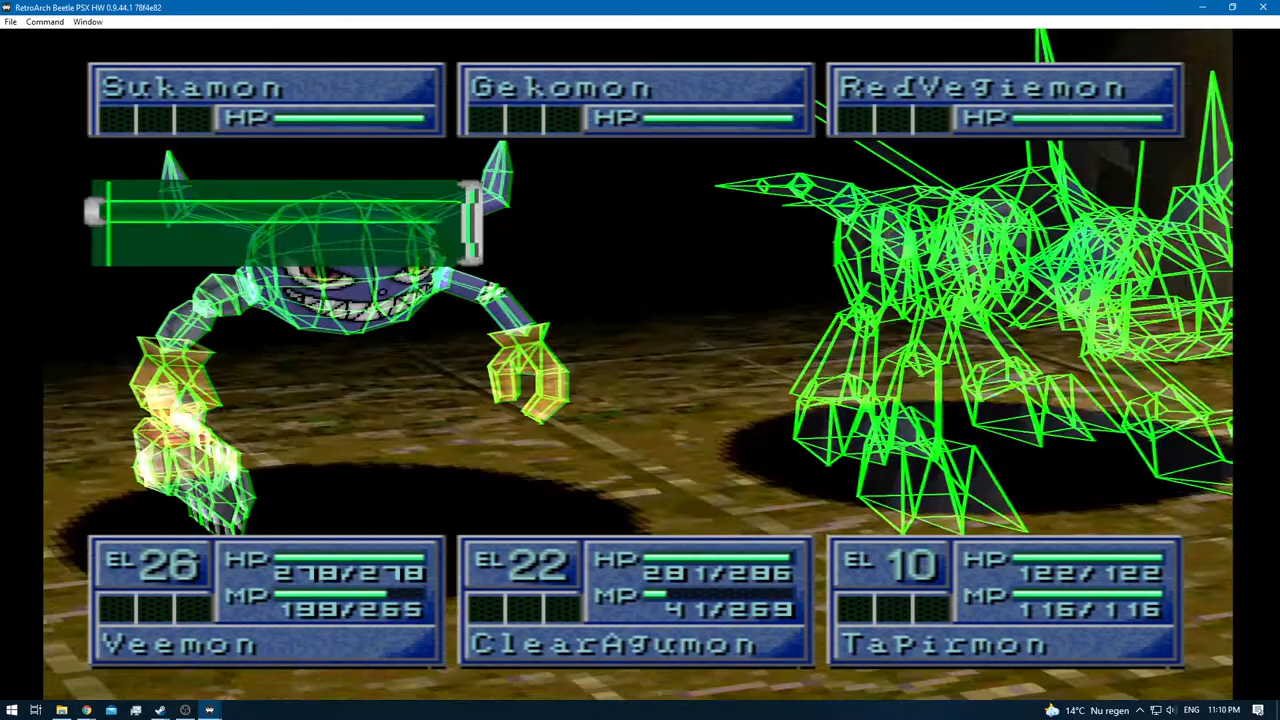 RetroArch Beetle PSX HW 0.9.44.1 78f4e82
File Command Window
Sukamon
HP
Gekomon
HP
RedVegiemon
HP
EL 26
HP
278/278
MP
199/265
Veemon
EL 22
HP
281/286
MP
41/269
ClearAgumon
EL 10
HP
122/122
MP
116/116
Tapirmon
14°C Nu regen
ENG
11:10 PM